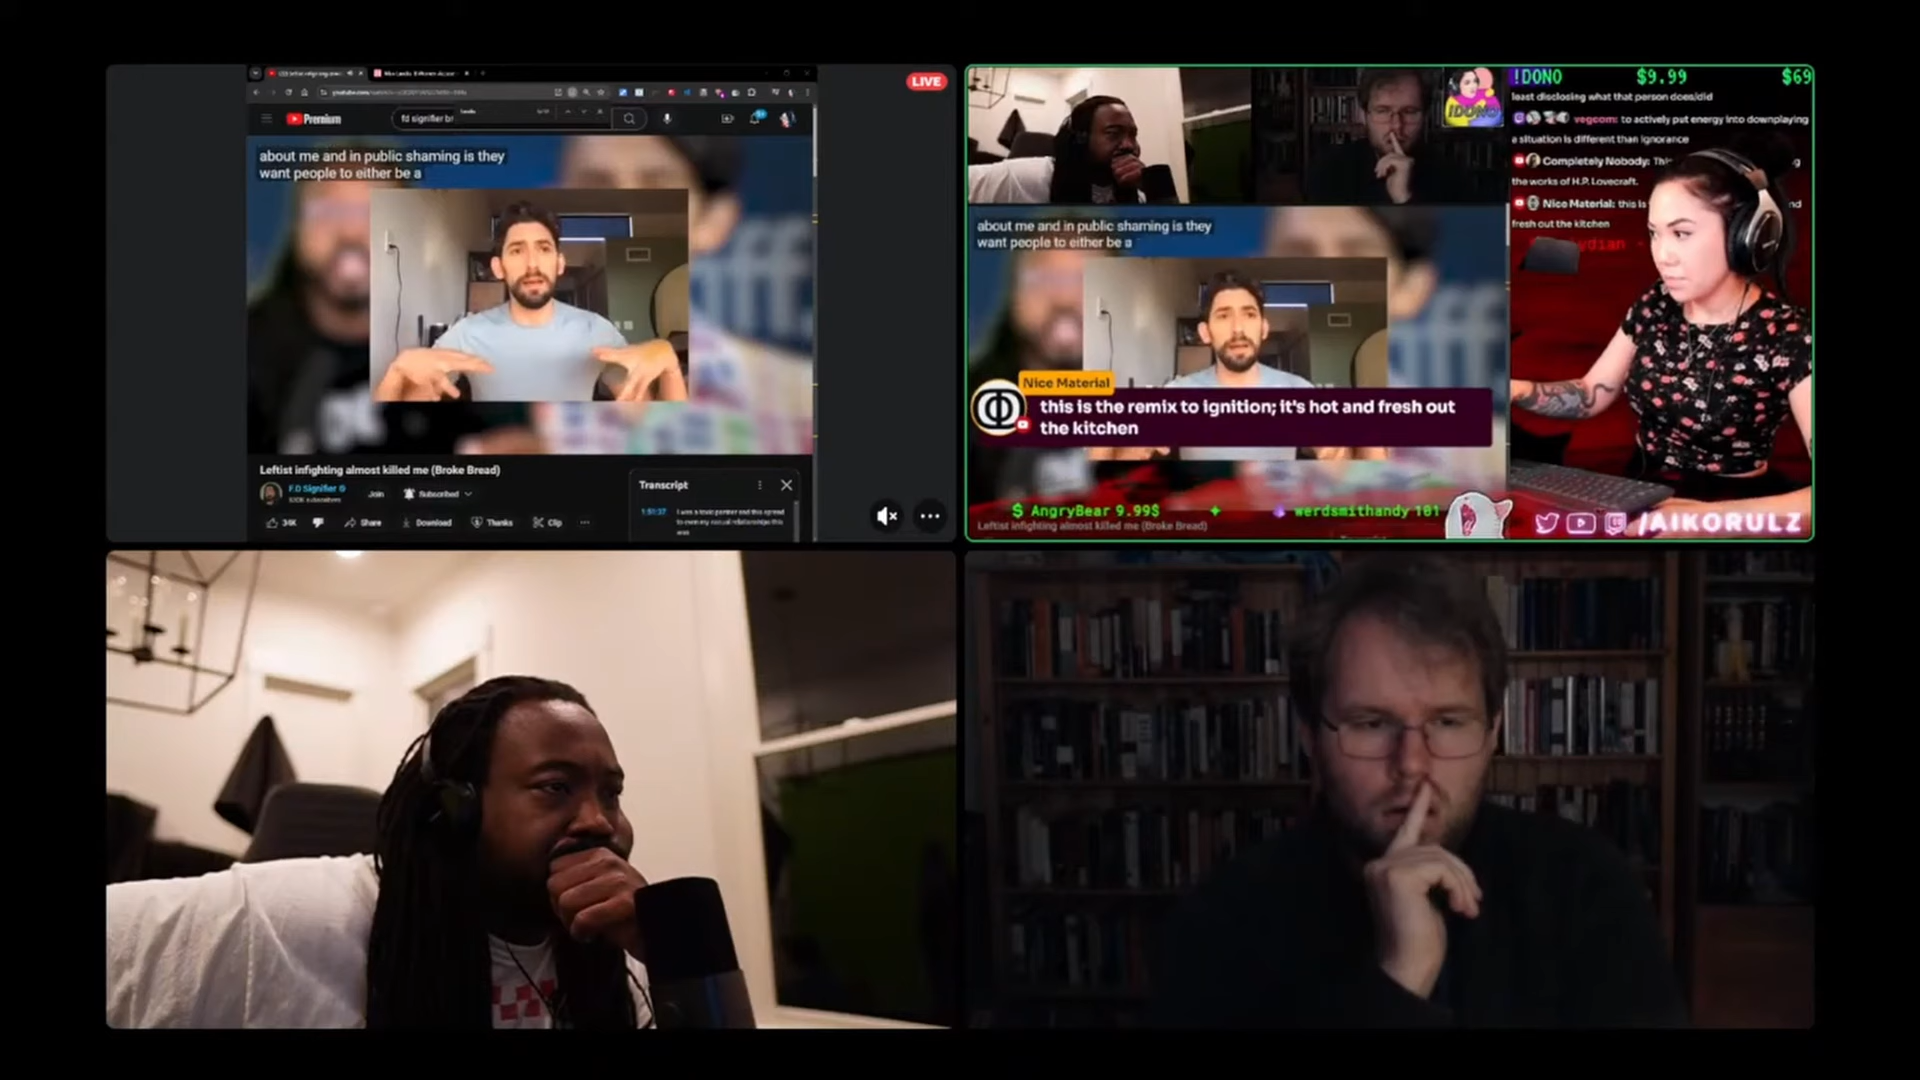 LIVE
Premium
fd signifier br
about me and in public shaming is they
want people to either be a
Leftist infighting almost killed me (Broke Bread)
F.D Signifier
Join
Subscribed
34K
Share
Download
Thanks
Clip
Transcript
1:51:37
!DONO
$9.99
$69
!DONO
least disclosing what that person does/did
vegcom: to actively put energy into downplaying
a situation is different than ignorance
Completely Nobody:
the works of H.P. Lovecraft.
Nice Material: this is
fresh out the kitchen
about me and in public shaming is they
want people to either be a
Nice Material
this is the remix to ignition; it's hot and fresh out
the kitchen
$ AngryBear 9.99$
werdsmithandy 101
Leftist infighting almost killed me (Broke Bread)
/AIKORULZ